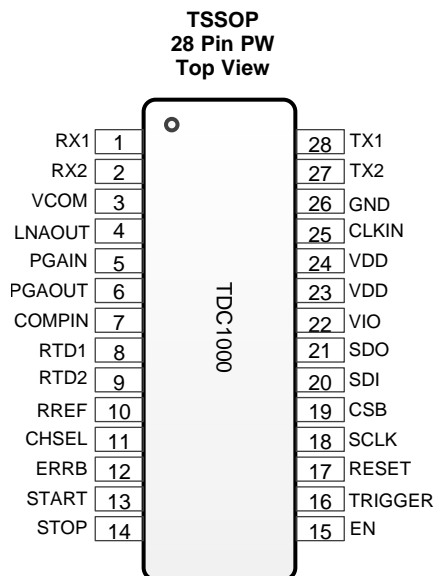 TSSOP
28 Pin PW
Top View
RX1 1 28 TX1
RX2 2 27 TX2
VCOM 3 26 GND
LNAOUT 4 25 CLKIN
PGAIN 5 24 VDD
PGAOUT 6 23 VDD
COMPIN 7 22 VIO
RTD1 8 21 SDO
RTD2 9 20 SDI
RREF 10 19 CSB
CHSEL 11 18 SCLK
ERRB 12 17 RESET
START 13 16 TRIGGER
STOP 14 15 EN
TDC1000